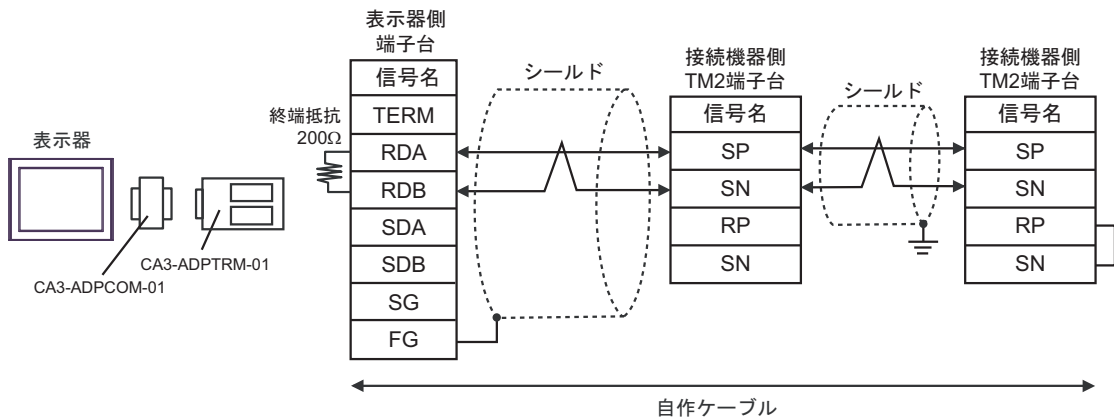 表示器
CA3-ADPCOM-01
CA3-ADPTRM-01
終端抵抗
200Ω
表示器側
端子台
信号名
TERM
RDA
RDB
SDA
SDB
SG
FG
シールド
接続機器側
TM2端子台
信号名
SP
SN
RP
SN
シールド
接続機器側
TM2端子台
信号名
SP
SN
RP
SN
自作ケーブル